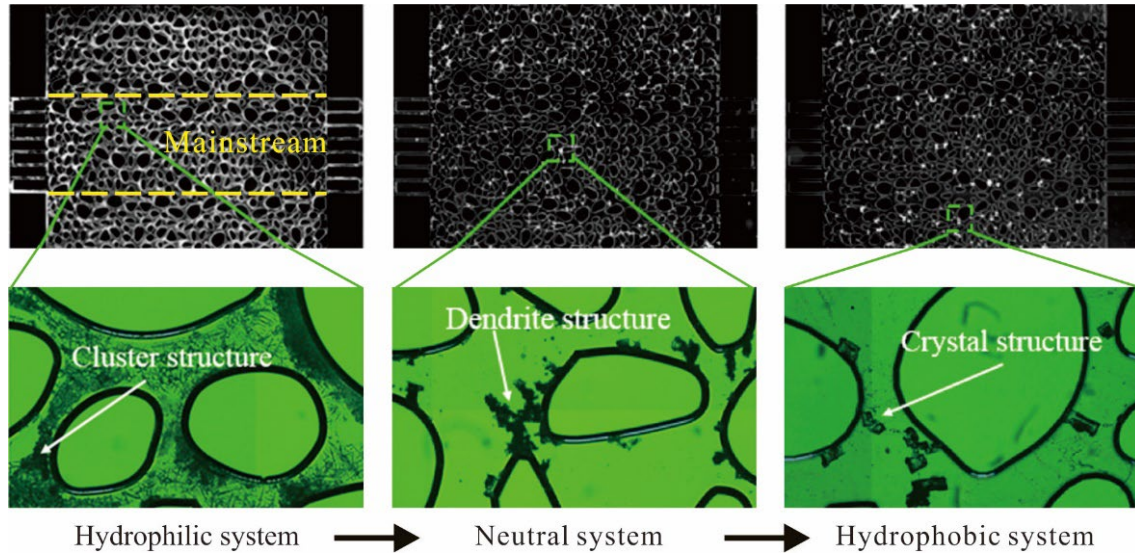 Mainstream
Cluster structure
Dendrite structure
Crystal structure
Hydrophilic system
Neutral system
Hydrophobic system